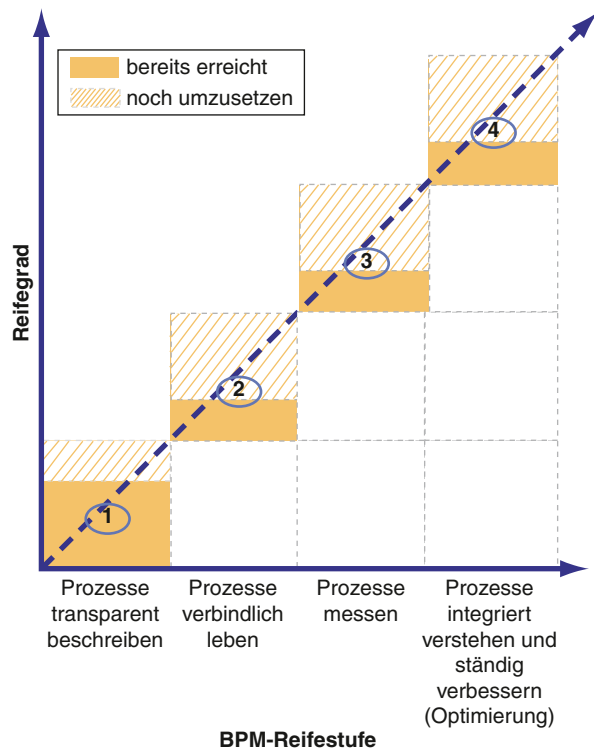 bereits erreicht
noch umzusetzen
Reifegrad
4
3
2
1
Prozesse
transparent
beschreiben
Prozesse
verbindlich
leben
Prozesse
messen
Prozesse
integriert
verstehen und
ständig
verbessern
(Optimierung)
BPM-Reifestufe